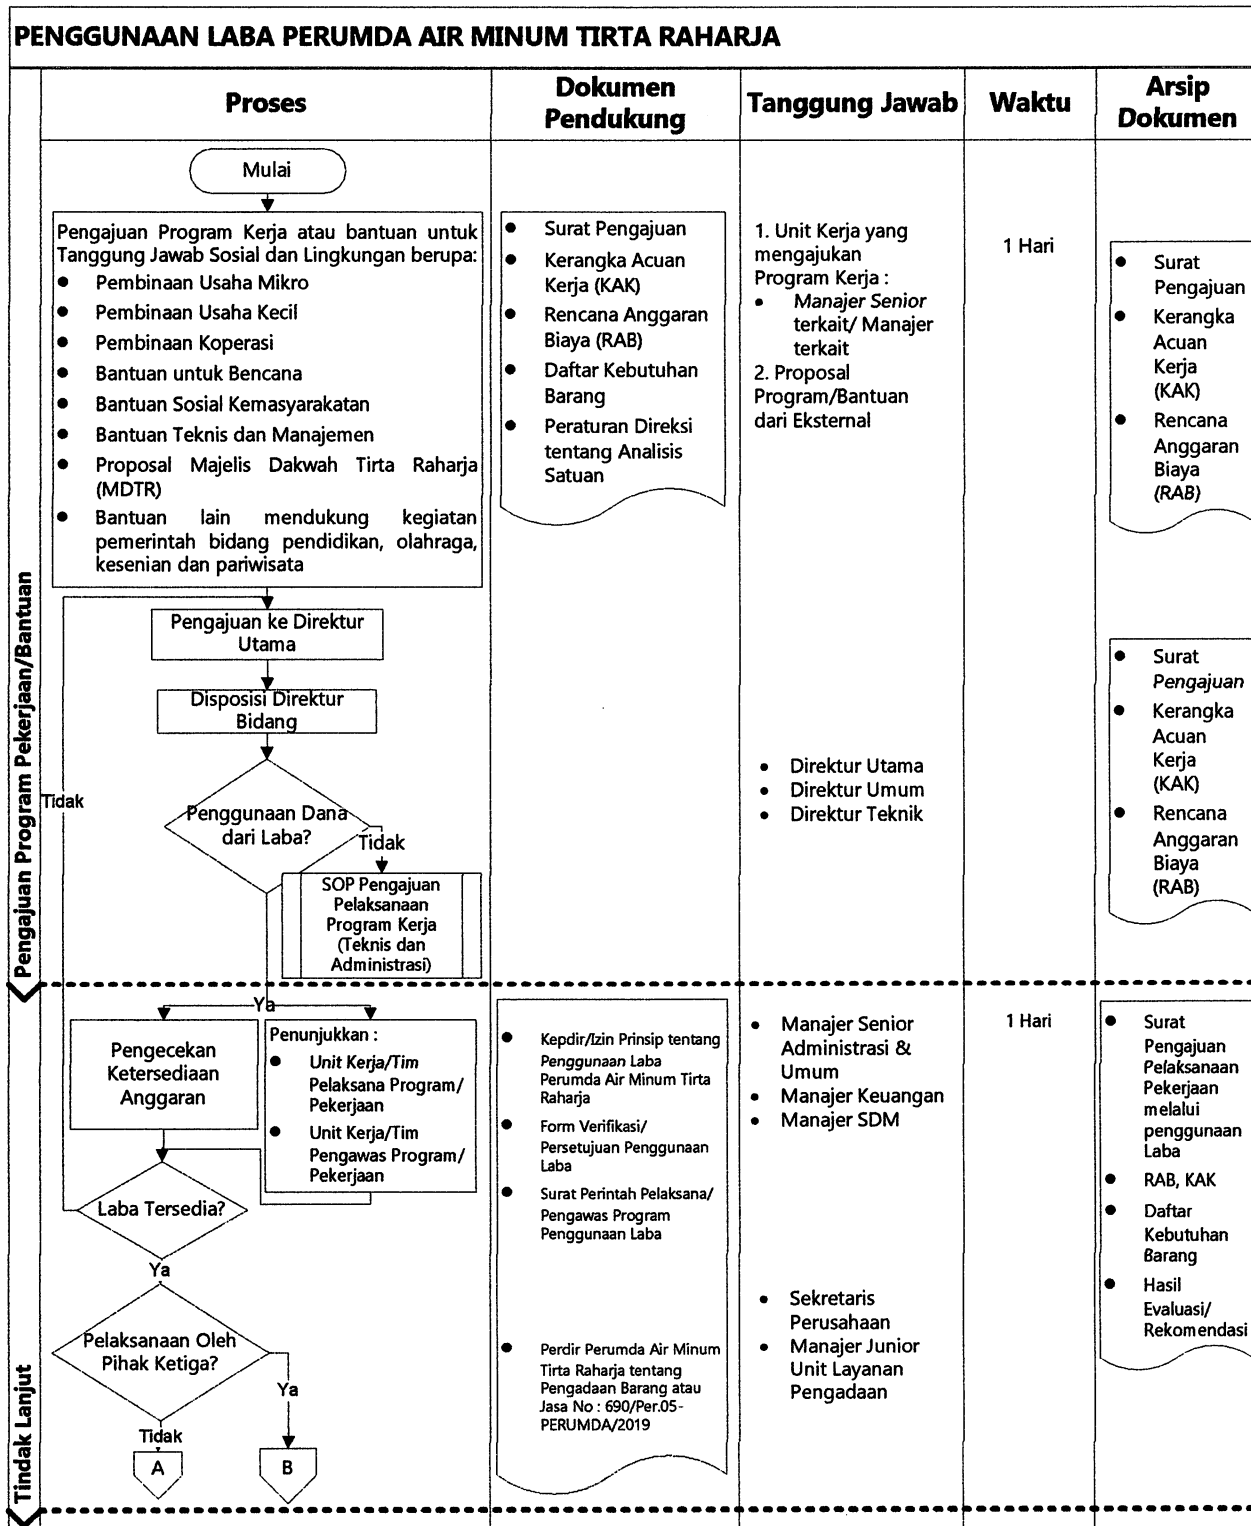 PENGGUNAAN LABA PERUMDA AIR MINUM TIRTA RAHARJA
Proses
Dokumen
Pendukung
Tanggung Jawab
Waktu
Arsip
Dokumen
Pengajuan Program Pekerjaan/Bantuan
Mulai
Pengajuan Program Kerja atau bantuan untuk
Tanggung Jawab Sosial dan Lingkungan berupa:
● Pembinaan Usaha Mikro
● Pembinaan Usaha Kecil
● Pembinaan Koperasi
● Bantuan untuk Bencana
● Bantuan Sosial Kemasyarakatan
● Bantuan Teknis dan Manajemen
● Proposal Majelis Dakwah Tirta Raharja
(MDTR)
● Bantuan lain mendukung kegiatan
pemerintah bidang pendidikan, olahraga,
kesenian dan pariwisata
● Surat Pengajuan
● Kerangka Acuan
Kerja (KAK)
● Rencana Anggaran
Biaya (RAB)
● Daftar Kebutuhan
Barang
● Peraturan Direksi
tentang Analisis
Satuan
1. Unit Kerja yang
mengajukan
Program Kerja :
● Manajer Senior
terkait/ Manajer
terkait
2. Proposal
Program/Bantuan
dari Eksternal
1 Hari
● Surat
Pengajuan
● Kerangka
Acuan
Kerja
(KAK)
● Rencana
Anggaran
Biaya
(RAB)
Pengajuan ke Direktur
Utama
Disposisi Direktur
Bidang
Penggunaan Dana
dari Laba?
Tidak
Tidak
SOP Pengajuan
Pelaksanaan
Program Kerja
(Teknis dan
Administrasi)
● Direktur Utama
● Direktur Umum
● Direktur Teknik
● Surat
Pengajuan
● Kerangka
Acuan
Kerja
(KAK)
● Rencana
Anggaran
Biaya
(RAB)
Tindak Lanjut
Ya
Pengecekan
Ketersediaan
Anggaran
Penunjukkan :
● Unit Kerja/Tim
Pelaksana Program/
Pekerjaan
● Unit Kerja/Tim
Pengawas Program/
Pekerjaan
Laba Tersedia?
Ya
Pelaksanaan Oleh
Pihak Ketiga?
Ya
Tidak
A
B
● Kepdir/Izin Prinsip tentang
Penggunaan Laba
Perumda Air Minum Tirta
Raharja
● Form Verifikasi/
Persetujuan Penggunaan
Laba
● Surat Perintah Pelaksana/
Pengawas Program
Penggunaan Laba
● Perdir Perumda Air Minum
Tirta Raharja tentang
Pengadaan Barang atau
Jasa No : 690/Per.05-
PERUMDA/2019
● Manajer Senior
Administrasi &
Umum
● Manajer Keuangan
● Manajer SDM
● Sekretaris
Perusahaan
● Manajer Junior
Unit Layanan
Pengadaan
1 Hari
● Surat
Pengajuan
Pelaksanaan
Pekerjaan
melalui
penggunaan
Laba
● RAB, KAK
● Daftar
Kebutuhan
Barang
● Hasil
Evaluasi/
Rekomendasi